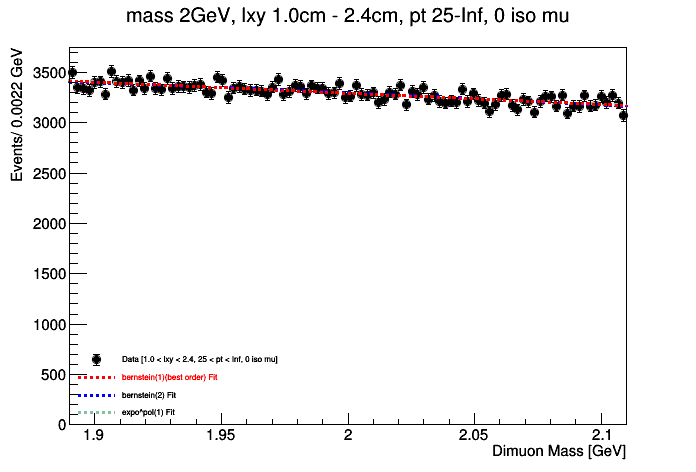 mass 2GeV, lxy 1.0cm - 2.4cm, pt 25-Inf, 0 iso mu
Events/ 0.0022 GeV
3500
3000
2500
2000
1500
1000
500
0
Data [1.0 < lxy < 2.4, 25 < pt < Inf, 0 iso mu]
bernstein(1)(best order) Fit
bernstein(2) Fit
expo*pol(1) Fit
1.9 1.95 2 2.05 2.1
Dimuon Mass [GeV]